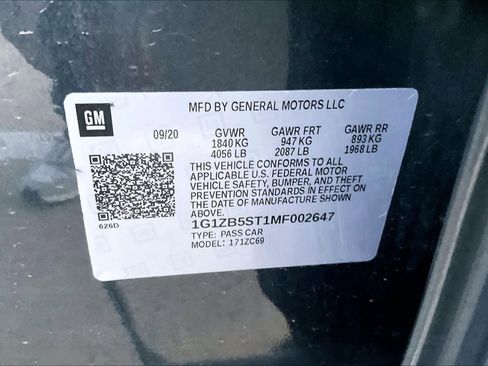 GM
MFD BY GENERAL MOTORS LLC
09/20 GVWR GAWR FRT GAWR RR
1840 KG 947 KG 893 KG
4056 LB 2087 LB 1968 LB
THIS VEHICLE CONFORMS TO ALL
APPLICABLE U.S. FEDERAL MOTOR
VEHICLE SAFETY, BUMPER, AND THEFT
PREVENTION STANDARDS IN EFFECT ON
THE DATE OF MANUFACTURE SHOWN
ABOVE.
1G1ZB5ST1MF002647
TYPE: PASS CAR
MODEL: 171ZC69
626D